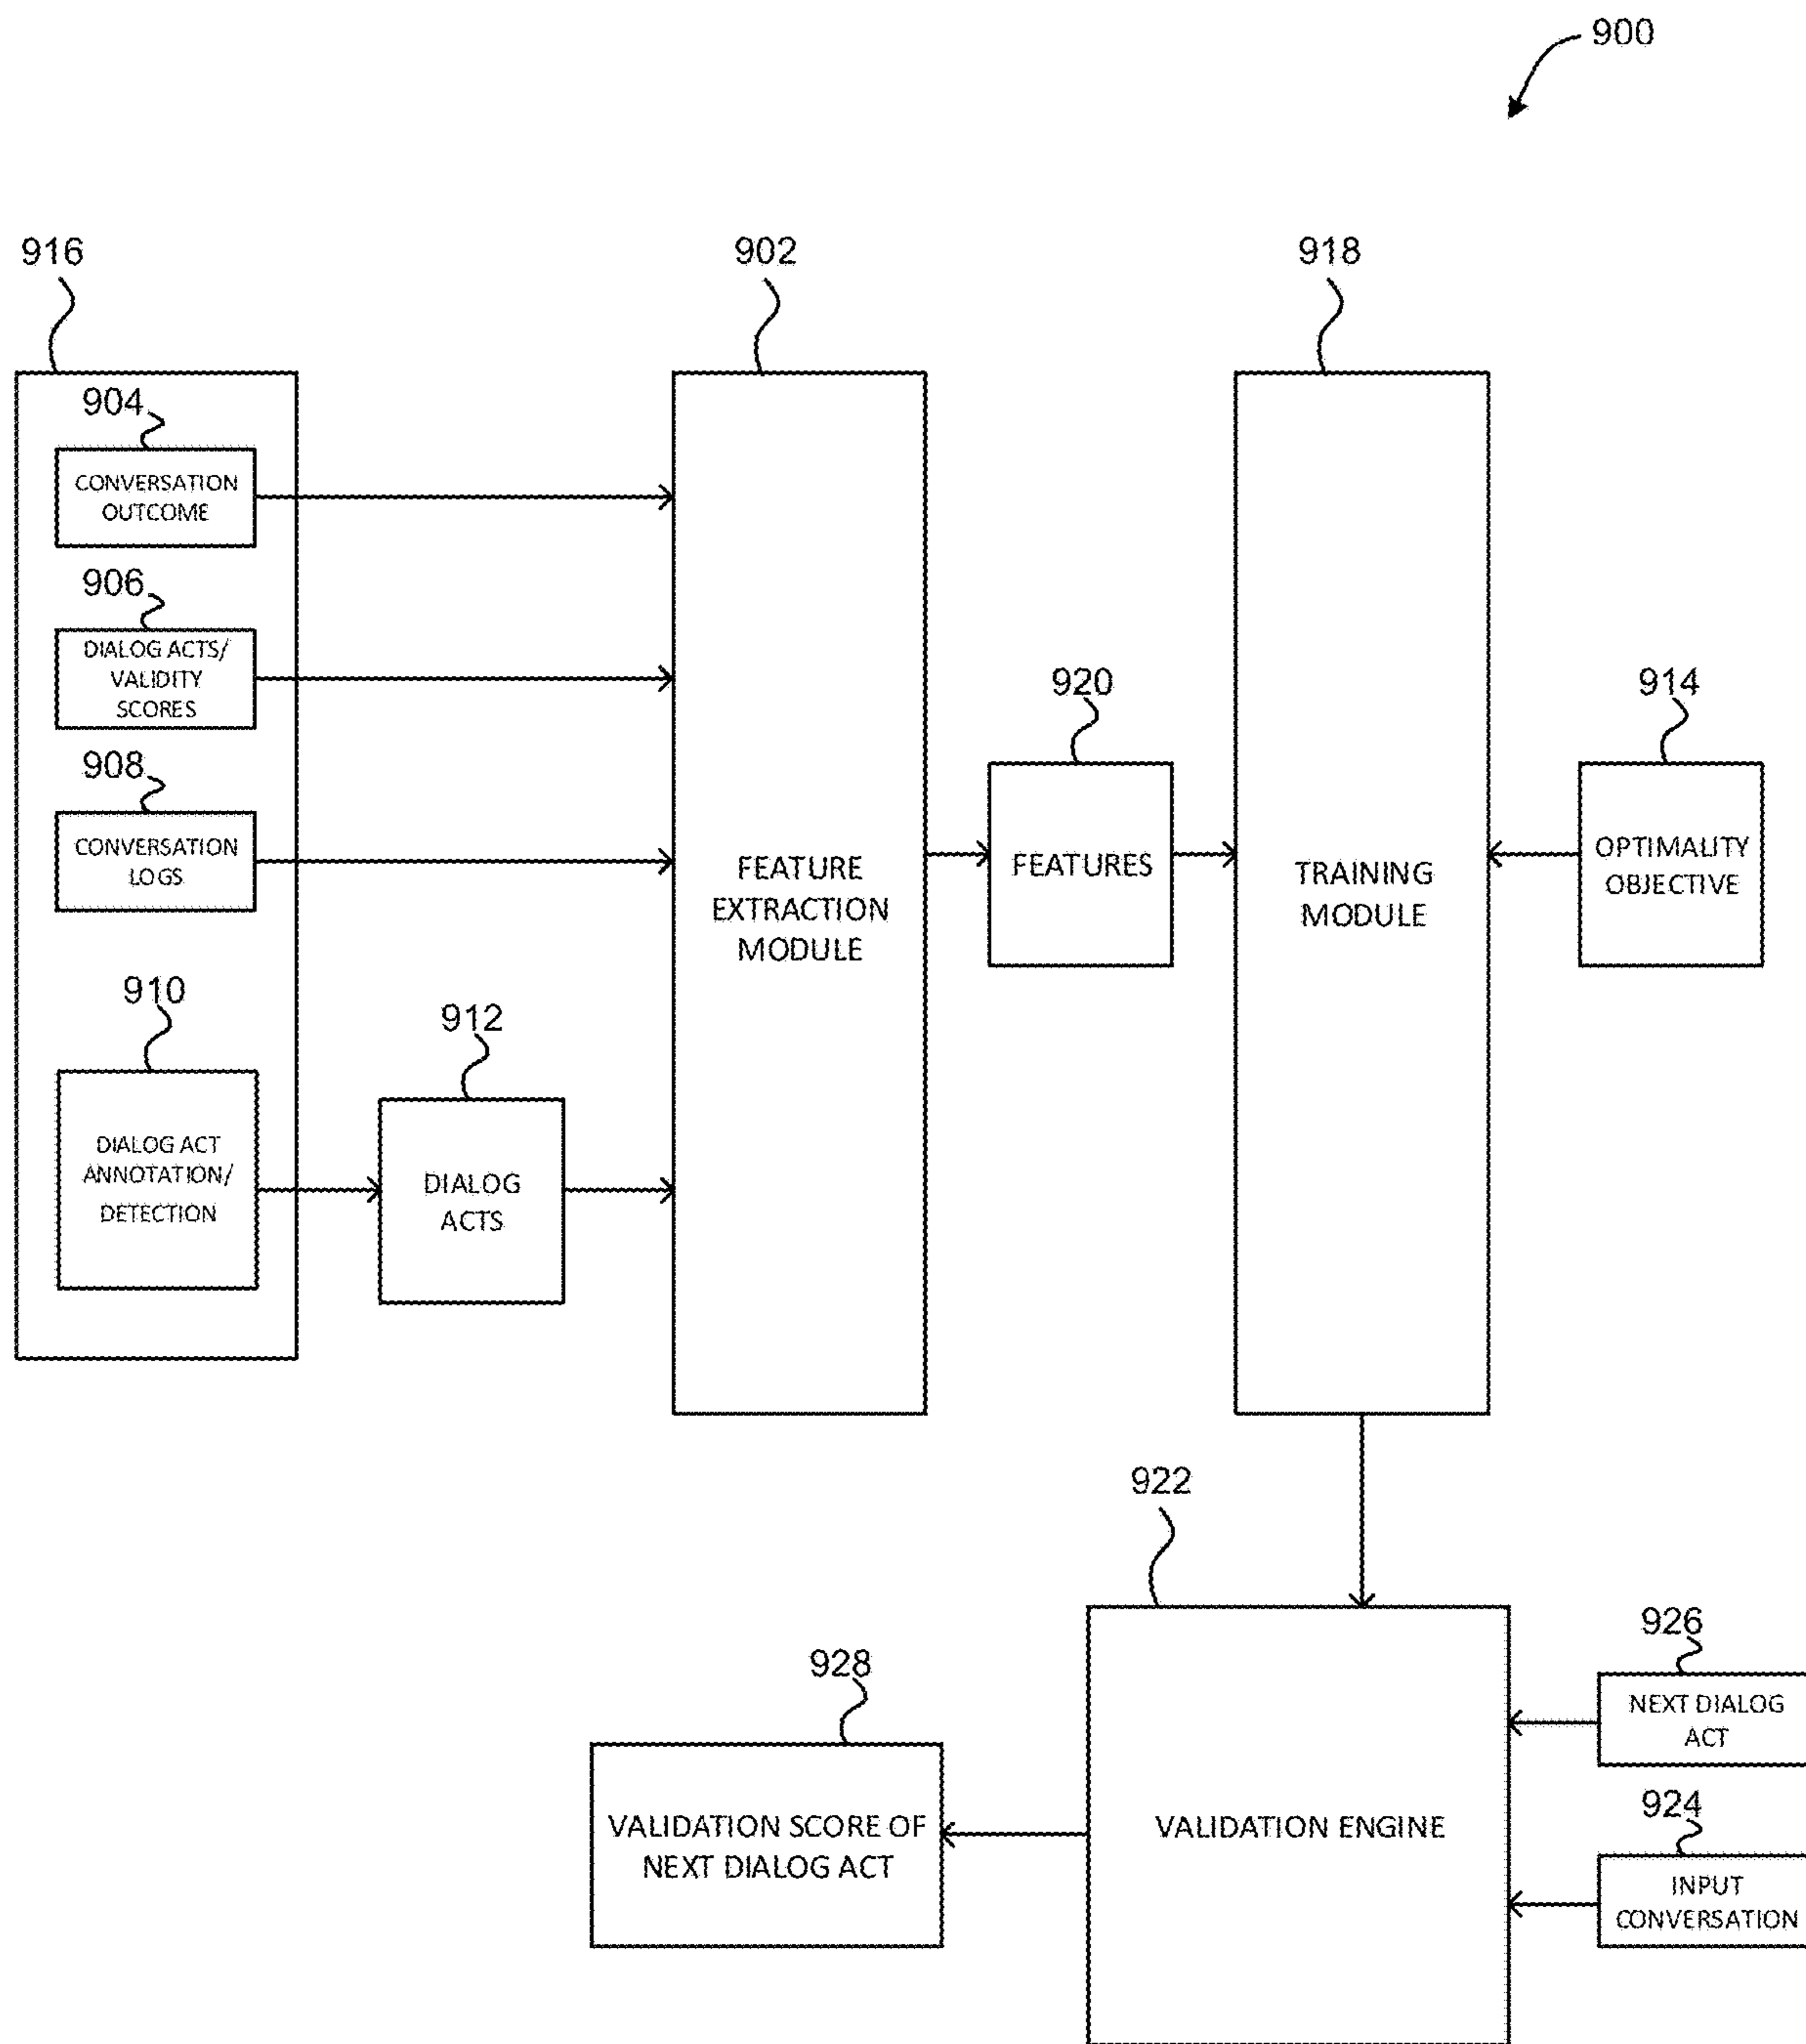 900
916
902
918
904
CONVERSATION
OUTCOME
906
DIALOG ACTS/
VALIDITY
SCORES
908
CONVERSATION
LOGS
910
DIALOG ACT
ANNOTATION/
DETECTION
912
DIALOG
ACTS
FEATURE
EXTRACTION
MODULE
920
FEATURES
TRAINING
MODULE
914
OPTIMALITY
OBJECTIVE
922
VALIDATION ENGINE
926
NEXT DIALOG
ACT
924
INPUT
CONVERSATION
928
VALIDATION SCORE OF
NEXT DIALOG ACT